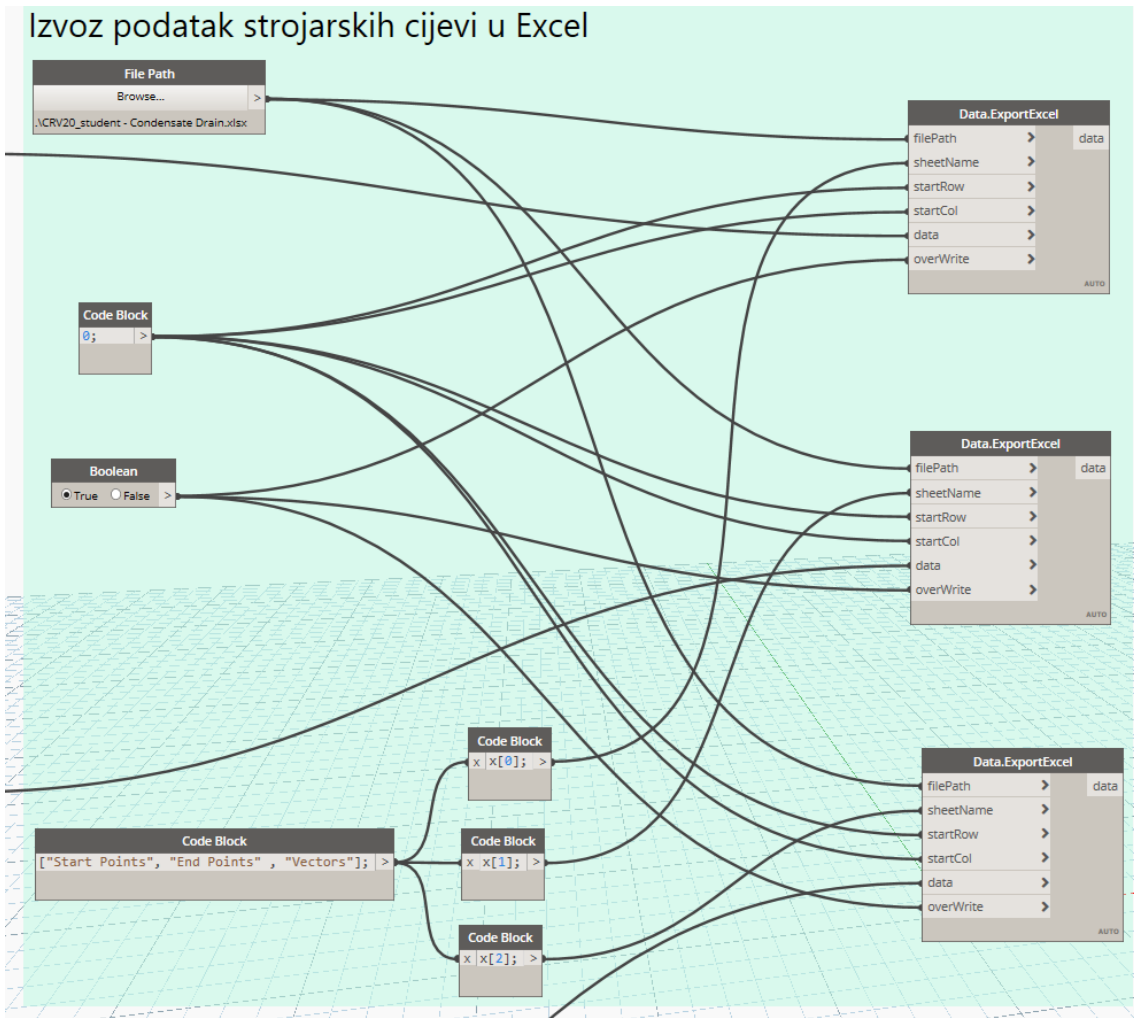 Izvoz podatak strojarskih cijevi u Excel
File Path
Browse...
>
.\CRV20_student - Condensate Drain.xlsx
Data.ExportExcel
filePath > data
sheetName >
startRow >
startCol >
data >
overWrite >
AUTO
Code Block
0; >
Boolean
True False >
Data.ExportExcel
filePath > data
sheetName >
startRow >
startCol >
data >
overWrite >
AUTO
Code Block
x x[0]; >
Code Block
["Start Points", "End Points" , "Vectors"]; >
Code Block
x x[1]; >
Code Block
x x[2]; >
Data.ExportExcel
filePath > data
sheetName >
startRow >
startCol >
data >
overWrite >
AUTO